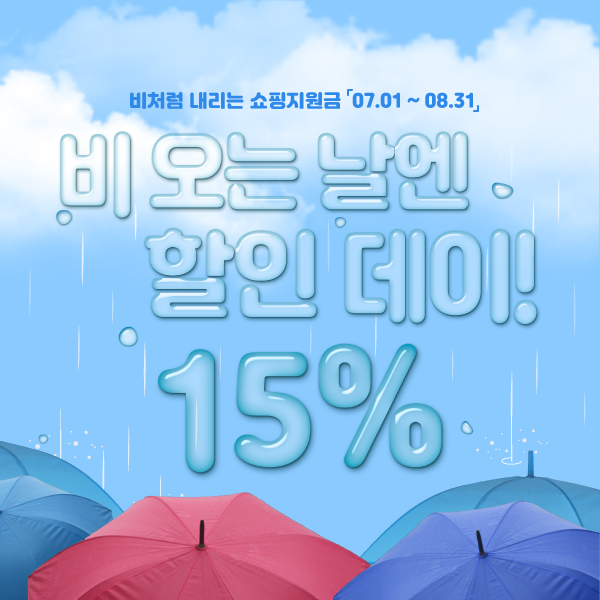 비처럼 내리는 쇼핑지원금 「07.01 ~ 08.31」
비 오는 날엔
할인 데이!
15%